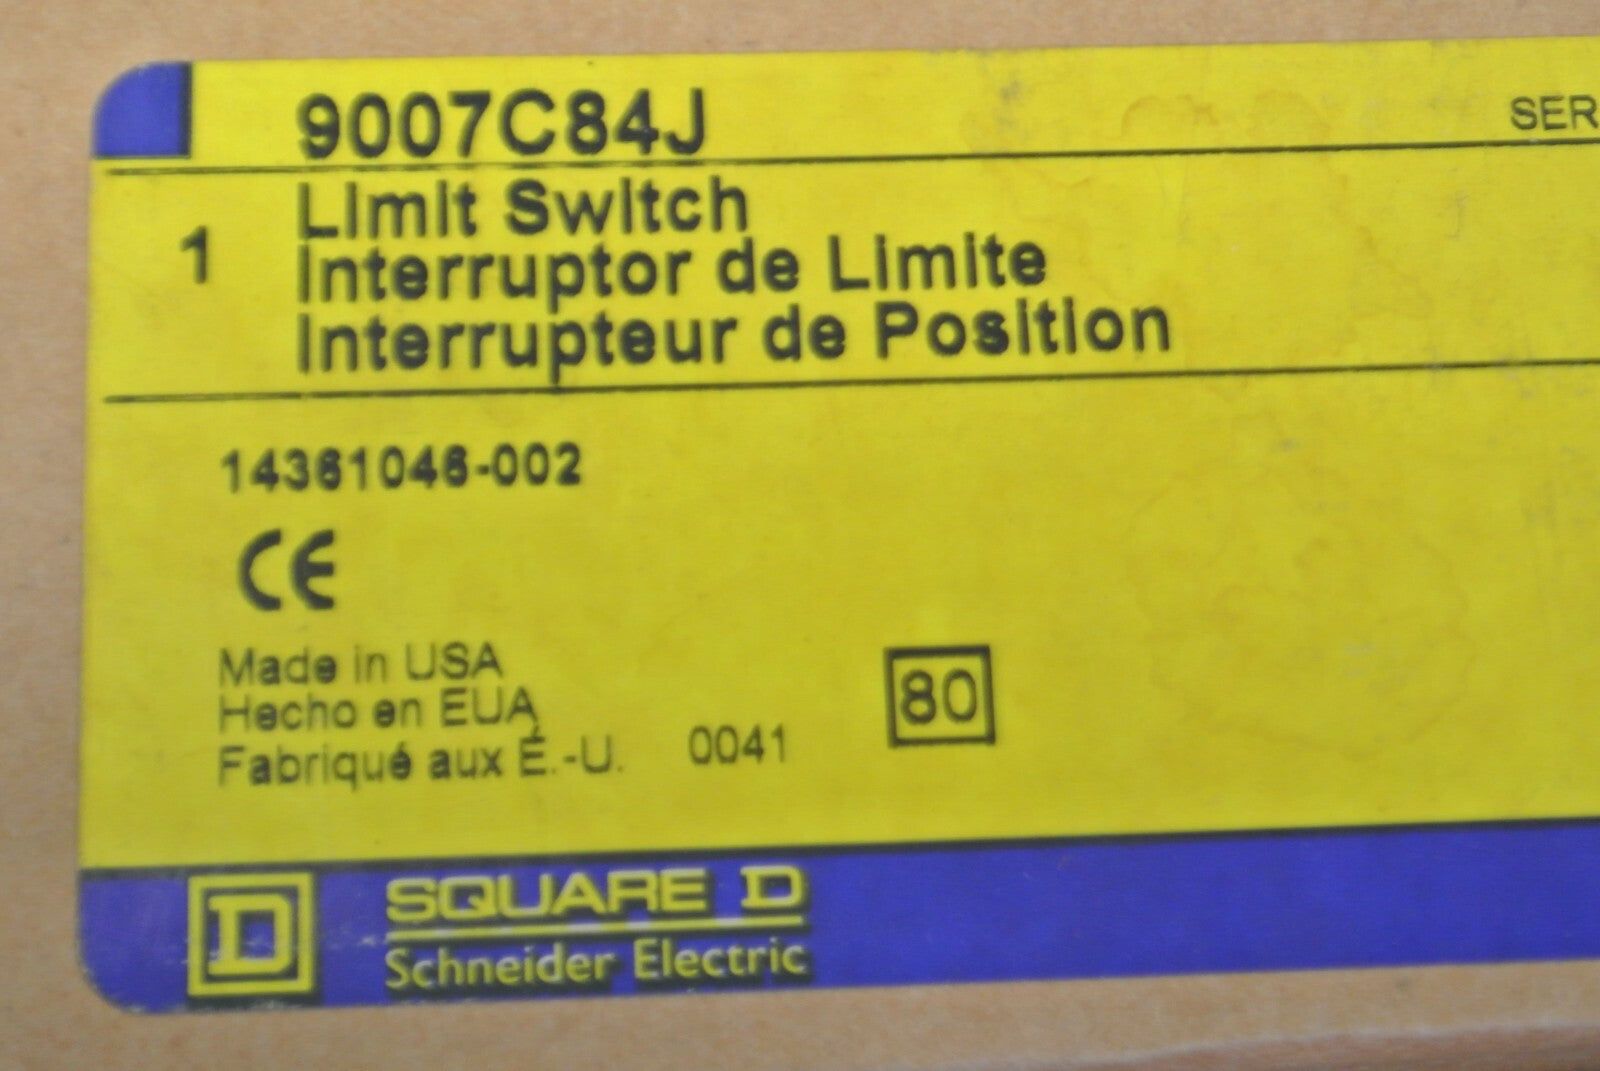 9007C84J SER
1 Limit Switch
Interruptor de Limite
Interrupteur de Position
14361046-002
CE
Made in USA
Hecho en EUA
Fabriqué aux É.-U. 0041 80
D SQUARE D
Schneider Electric